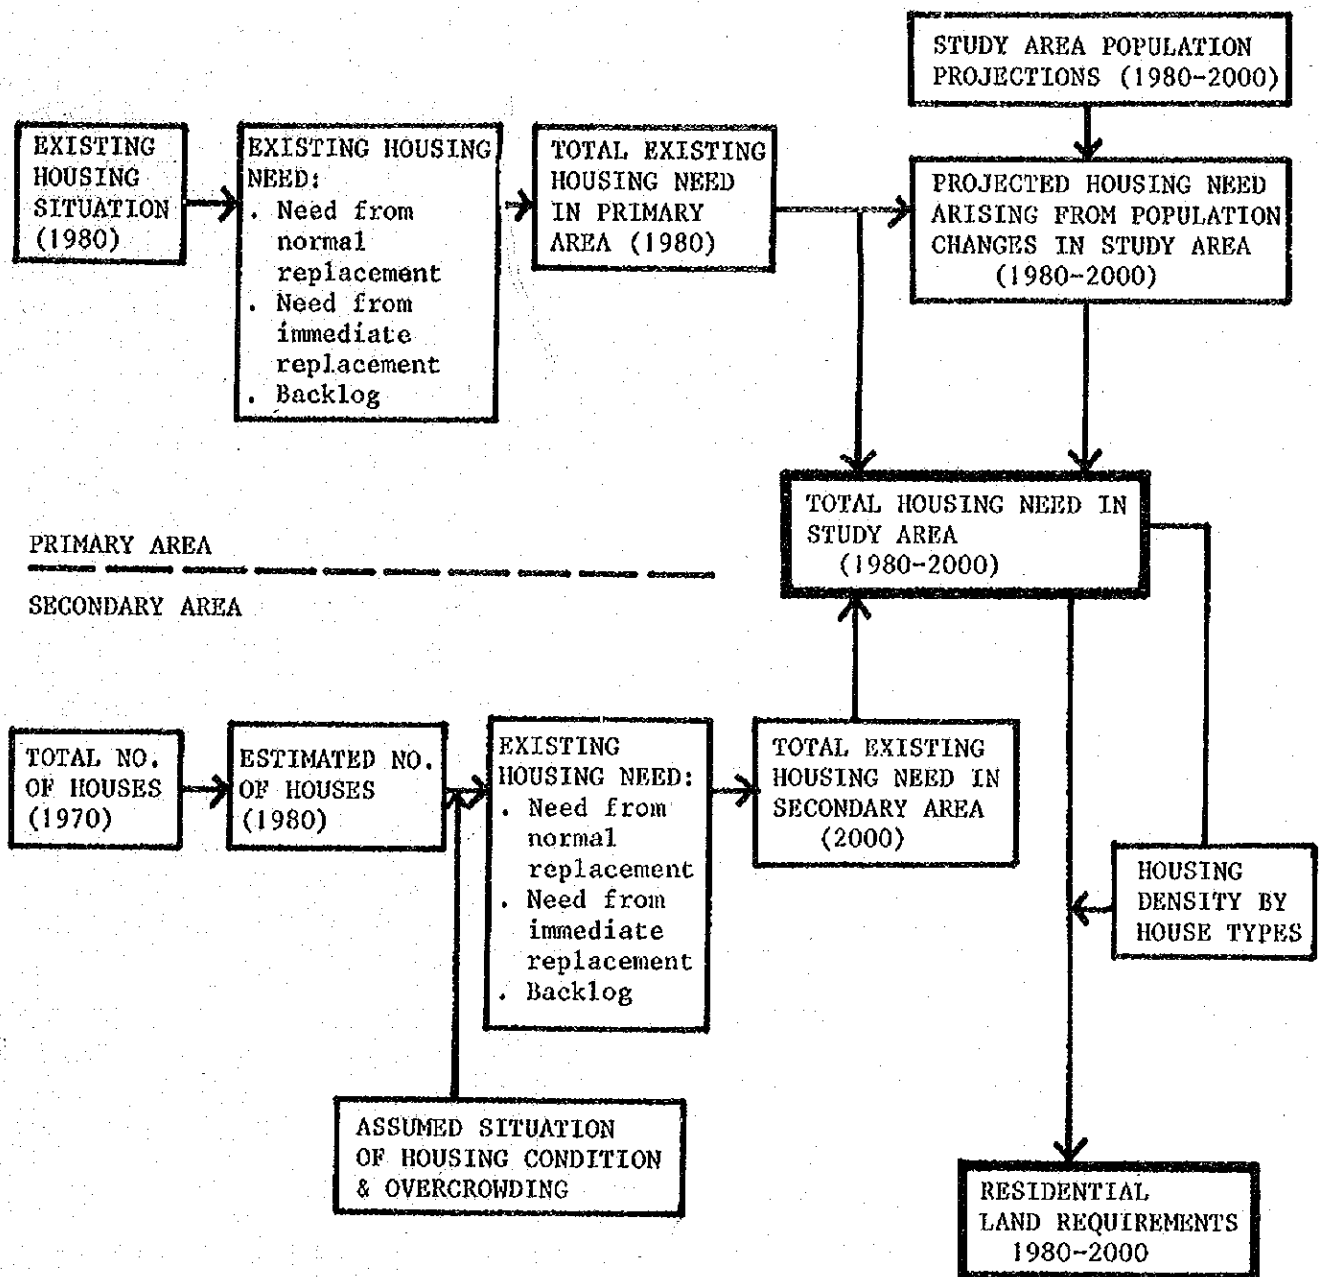 STUDY AREA POPULATION
PROJECTIONS (1980-2000)
EXISTING
HOUSING
SITUATION
(1980)
EXISTING HOUSING
NEED:
. Need from
normal
replacement
. Need from
immediate
replacement
. Backlog
TOTAL EXISTING
HOUSING NEED
IN PRIMARY
AREA (1980)
PROJECTED HOUSING NEED
ARISING FROM POPULATION
CHANGES IN STUDY AREA
(1980-2000)
TOTAL HOUSING NEED IN
STUDY AREA
(1980-2000)
PRIMARY AREA
SECONDARY AREA
TOTAL NO.
OF HOUSES
(1970)
ESTIMATED NO.
OF HOUSES
(1980)
EXISTING
HOUSING NEED:
. Need from
normal
replacement
. Need from
immediate
replacement
. Backlog
TOTAL EXISTING
HOUSING NEED IN
SECONDARY AREA
(2000)
HOUSING
DENSITY BY
HOUSE TYPES
ASSUMED SITUATION
OF HOUSING CONDITION
& OVERCROWDING
RESIDENTIAL
LAND REQUIREMENTS
1980-2000